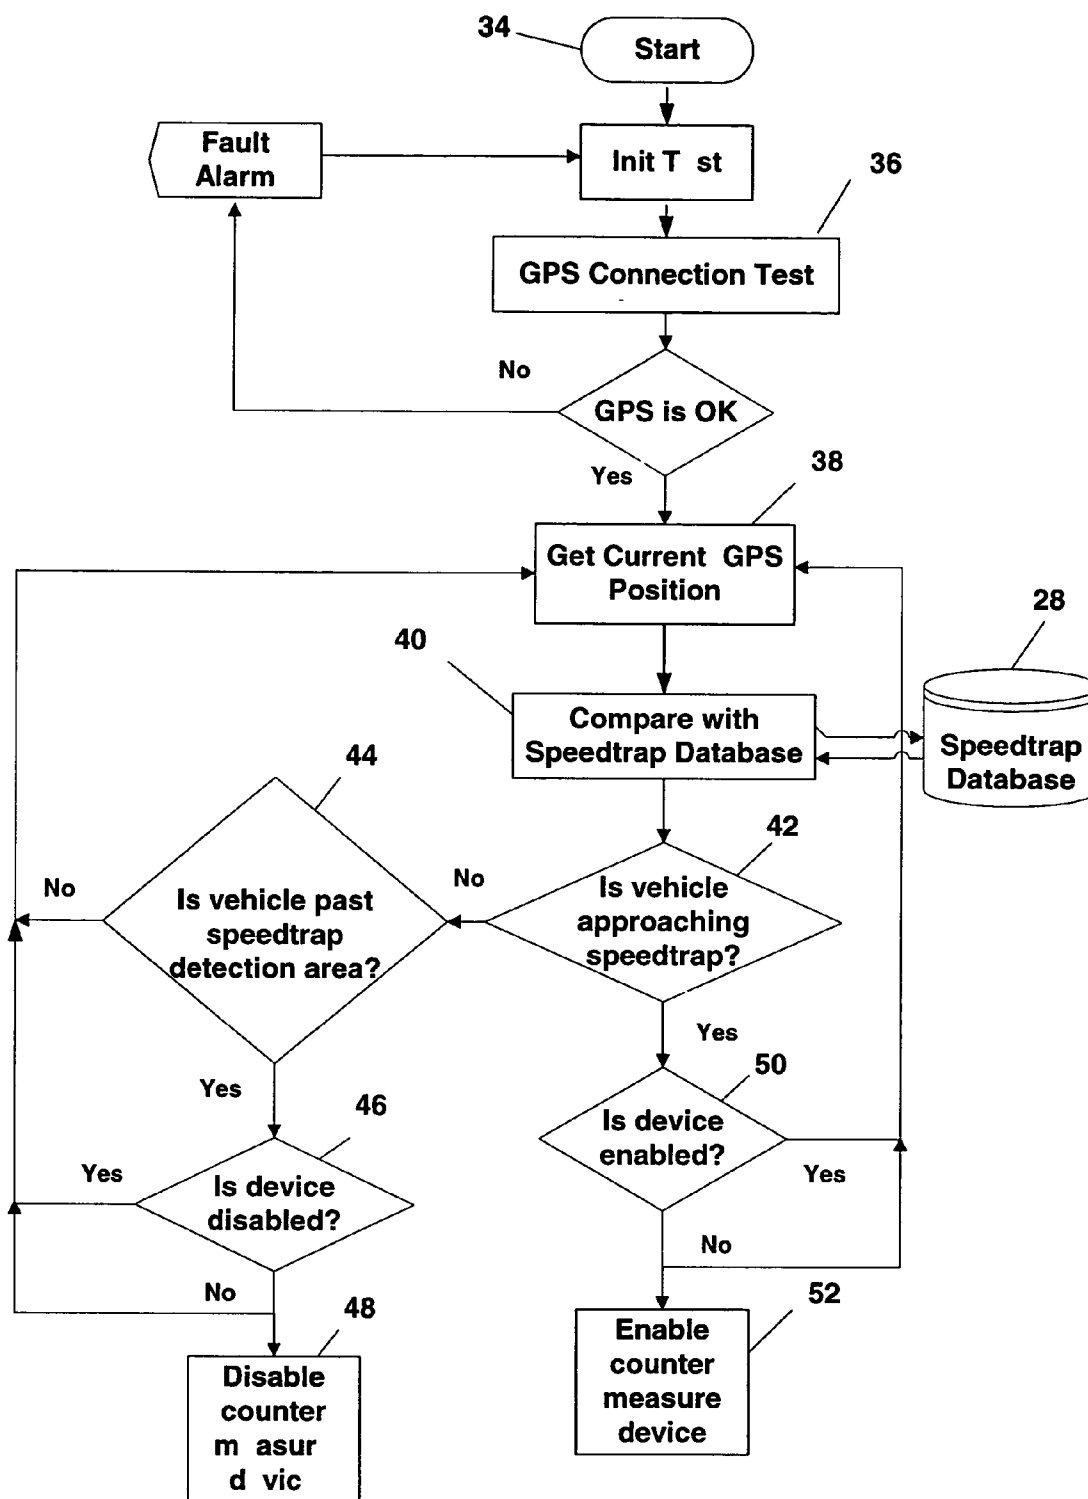 34
Start
Fault
Alarm
Init T st
36
GPS Connection Test
No
GPS is OK
Yes
38
Get Current GPS
Position
28
40
Compare with
Speedtrap Database
Speedtrap
Database
44
42
No
No
Is vehicle past
speedtrap
detection area?
Is vehicle
approaching
speedtrap?
Yes
Yes
50
46
Is device
enabled?
Yes
Yes
Is device
disabled?
No
No
48
52
Enable
counter
measure
device
Disable
counter
m asur
d vic